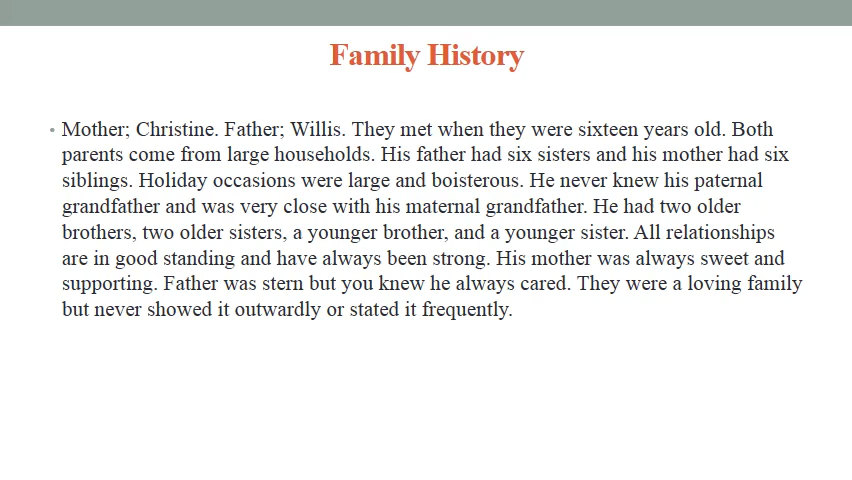 Family History
• Mother; Christine. Father; Willis. They met when they were sixteen years old. Both
parents come from large households. His father had six sisters and his mother had six
siblings. Holiday occasions were large and boisterous. He never knew his paternal
grandfather and was very close with his maternal grandfather. He had two older
brothers, two older sisters, a younger brother, and a younger sister. All relationships
are in good standing and have always been strong. His mother was always sweet and
supporting. Father was stern but you knew he always cared. They were a loving family
but never showed it outwardly or stated it frequently.